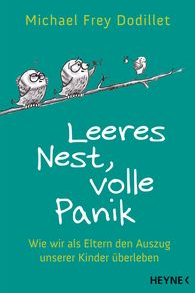 Michael Frey Dodillet
Leeres
Nest,
volle
Panik
Wie wir als Eltern den Auszug
unserer Kinder überleben
HEYNE